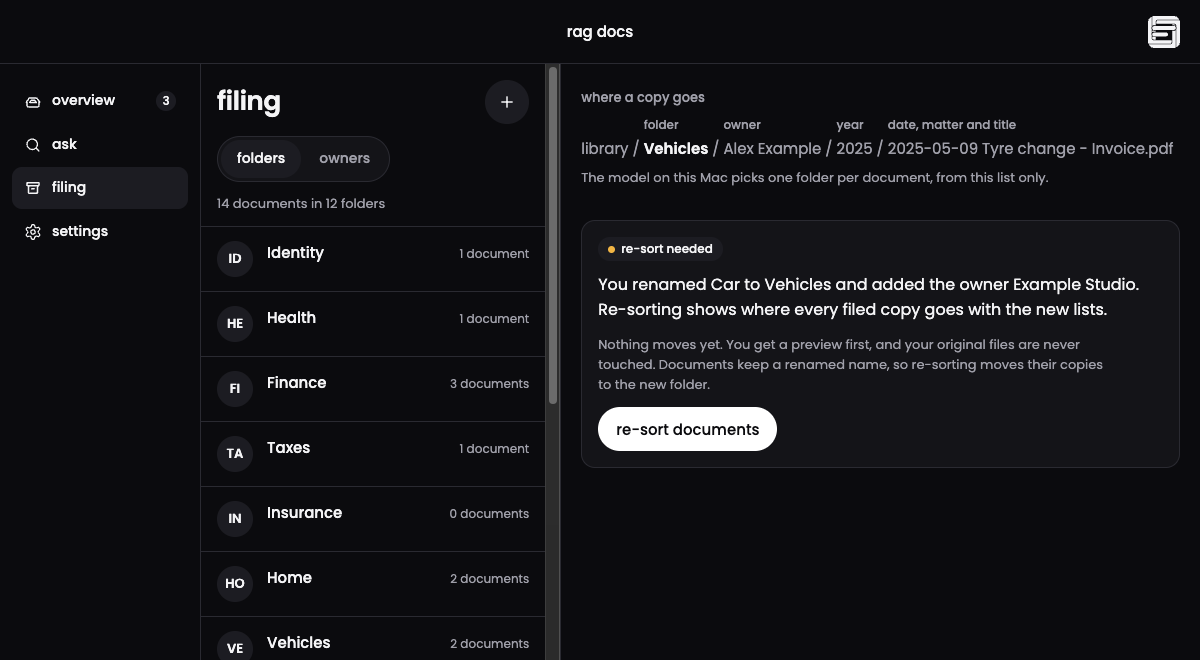 rag docs
overview 3
ask
filing
settings
filing
+
folders owners
14 documents in 12 folders
ID Identity 1 document
HE Health 1 document
FI Finance 3 documents
TA Taxes 1 document
IN Insurance 0 documents
HO Home 2 documents
VE Vehicles 2 documents
where a copy goes
folder owner year date, matter and title
library / Vehicles / Alex Example / 2025 / 2025-05-09 Tyre change - Invoice.pdf
The model on this Mac picks one folder per document, from this list only.
re-sort needed
You renamed Car to Vehicles and added the owner Example Studio.
Re-sorting shows where every filed copy goes with the new lists.
Nothing moves yet. You get a preview first, and your original files are never
touched. Documents keep a renamed name, so re-sorting moves their copies
to the new folder.
re-sort documents